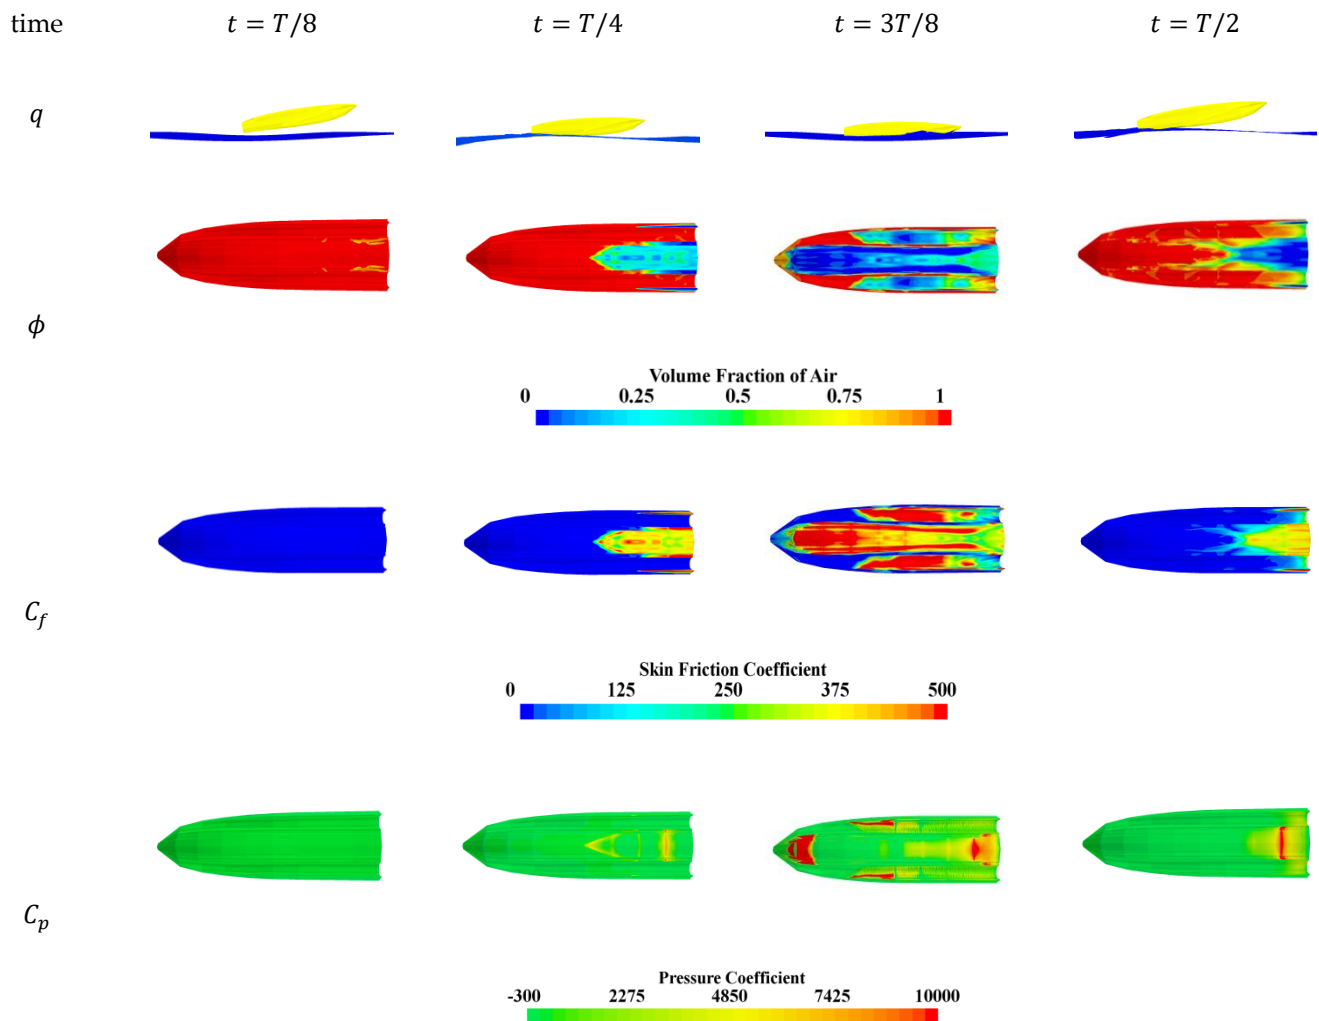 time t = T/8 t = T/4 t = 3T/8 t = T/2
q
ϕ
Volume Fraction of Air
0 0.25 0.5 0.75 1
C_f
Skin Friction Coefficient
0 125 250 375 500
C_p
Pressure Coefficient
-300 2275 4850 7425 10000